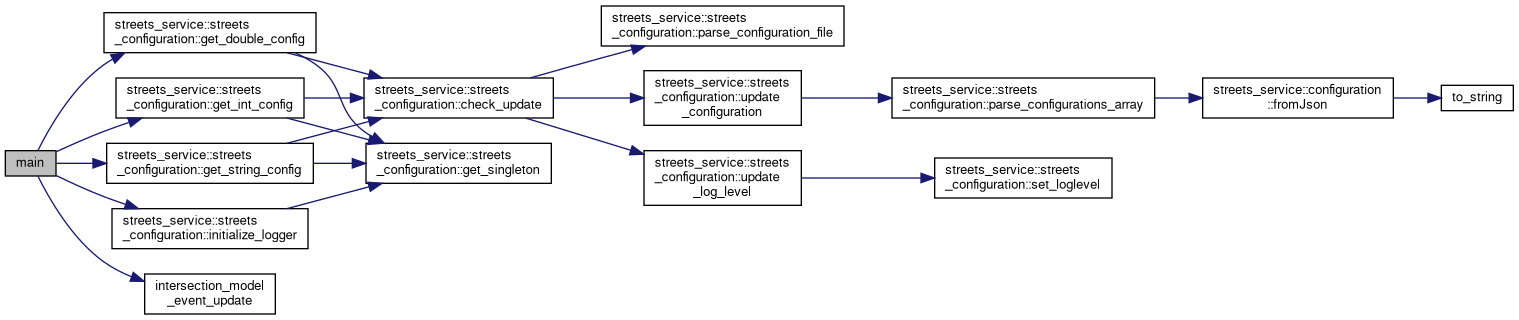 main
streets_service::streets
_configuration::get_double_config
streets_service::streets
_configuration::get_int_config
streets_service::streets
_configuration::get_string_config
streets_service::streets
_configuration::initialize_logger
intersection_model
_event_update
streets_service::streets
_configuration::check_update
streets_service::streets
_configuration::get_singleton
streets_service::streets
_configuration::parse_configuration_file
streets_service::streets
_configuration::update
_configuration
streets_service::streets
_configuration::update
_log_level
streets_service::streets
_configuration::parse_configurations_array
streets_service::streets
_configuration::set_loglevel
streets_service::configuration
::fromJson
to_string